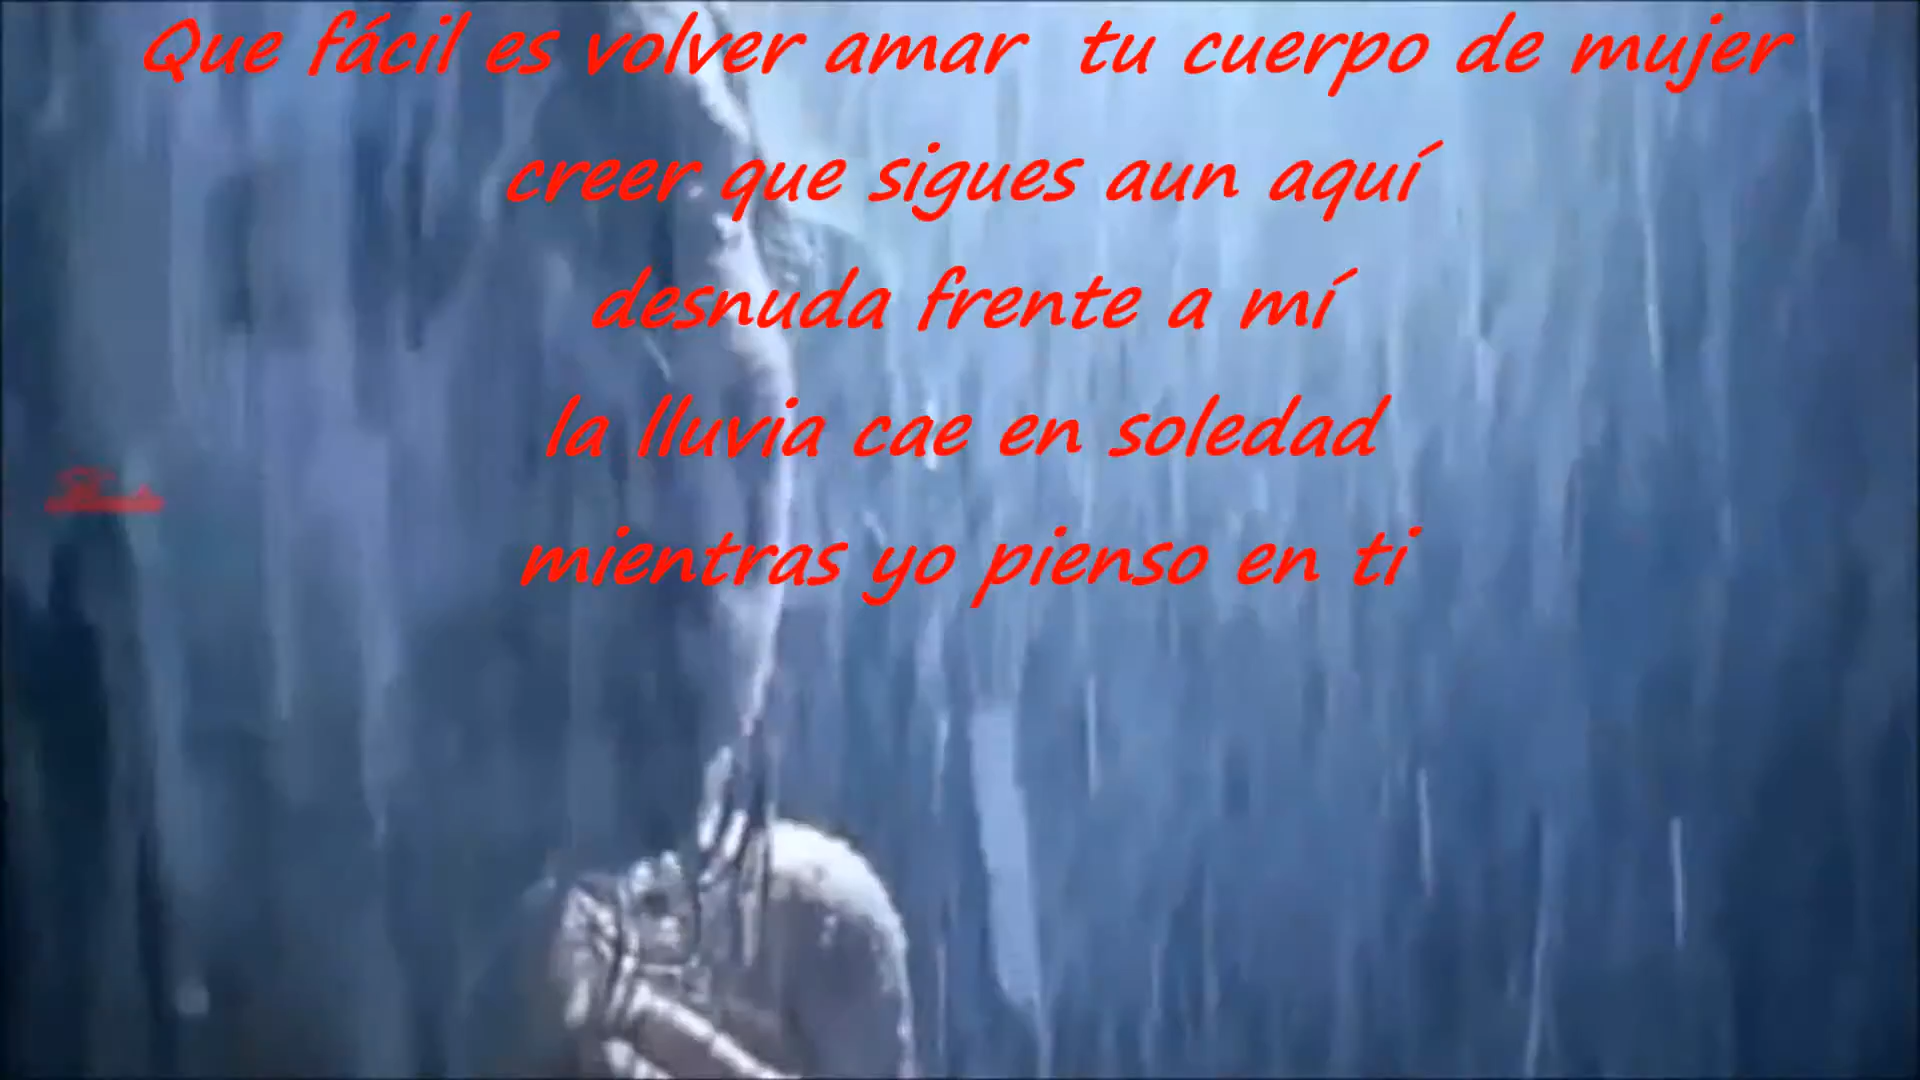 Que fácil es volver amar tu cuerpo de mujer
creer que sigues aun aquí
desnuda frente a mí
la lluvia cae en soledad
mientras yo pienso en ti